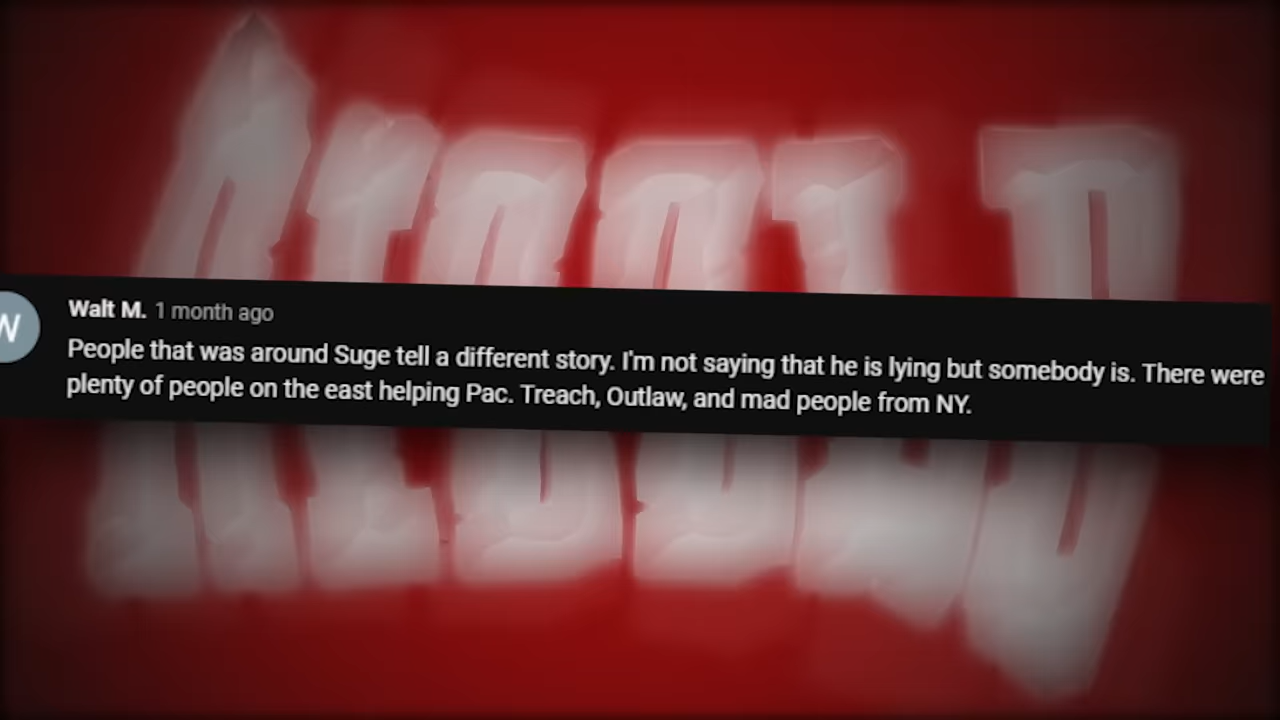 W
Walt M. 1 month ago
People that was around Suge tell a different story. I'm not saying that he is lying but somebody is. There were
plenty of people on the east helping Pac. Treach, Outlaw, and mad people from NY.